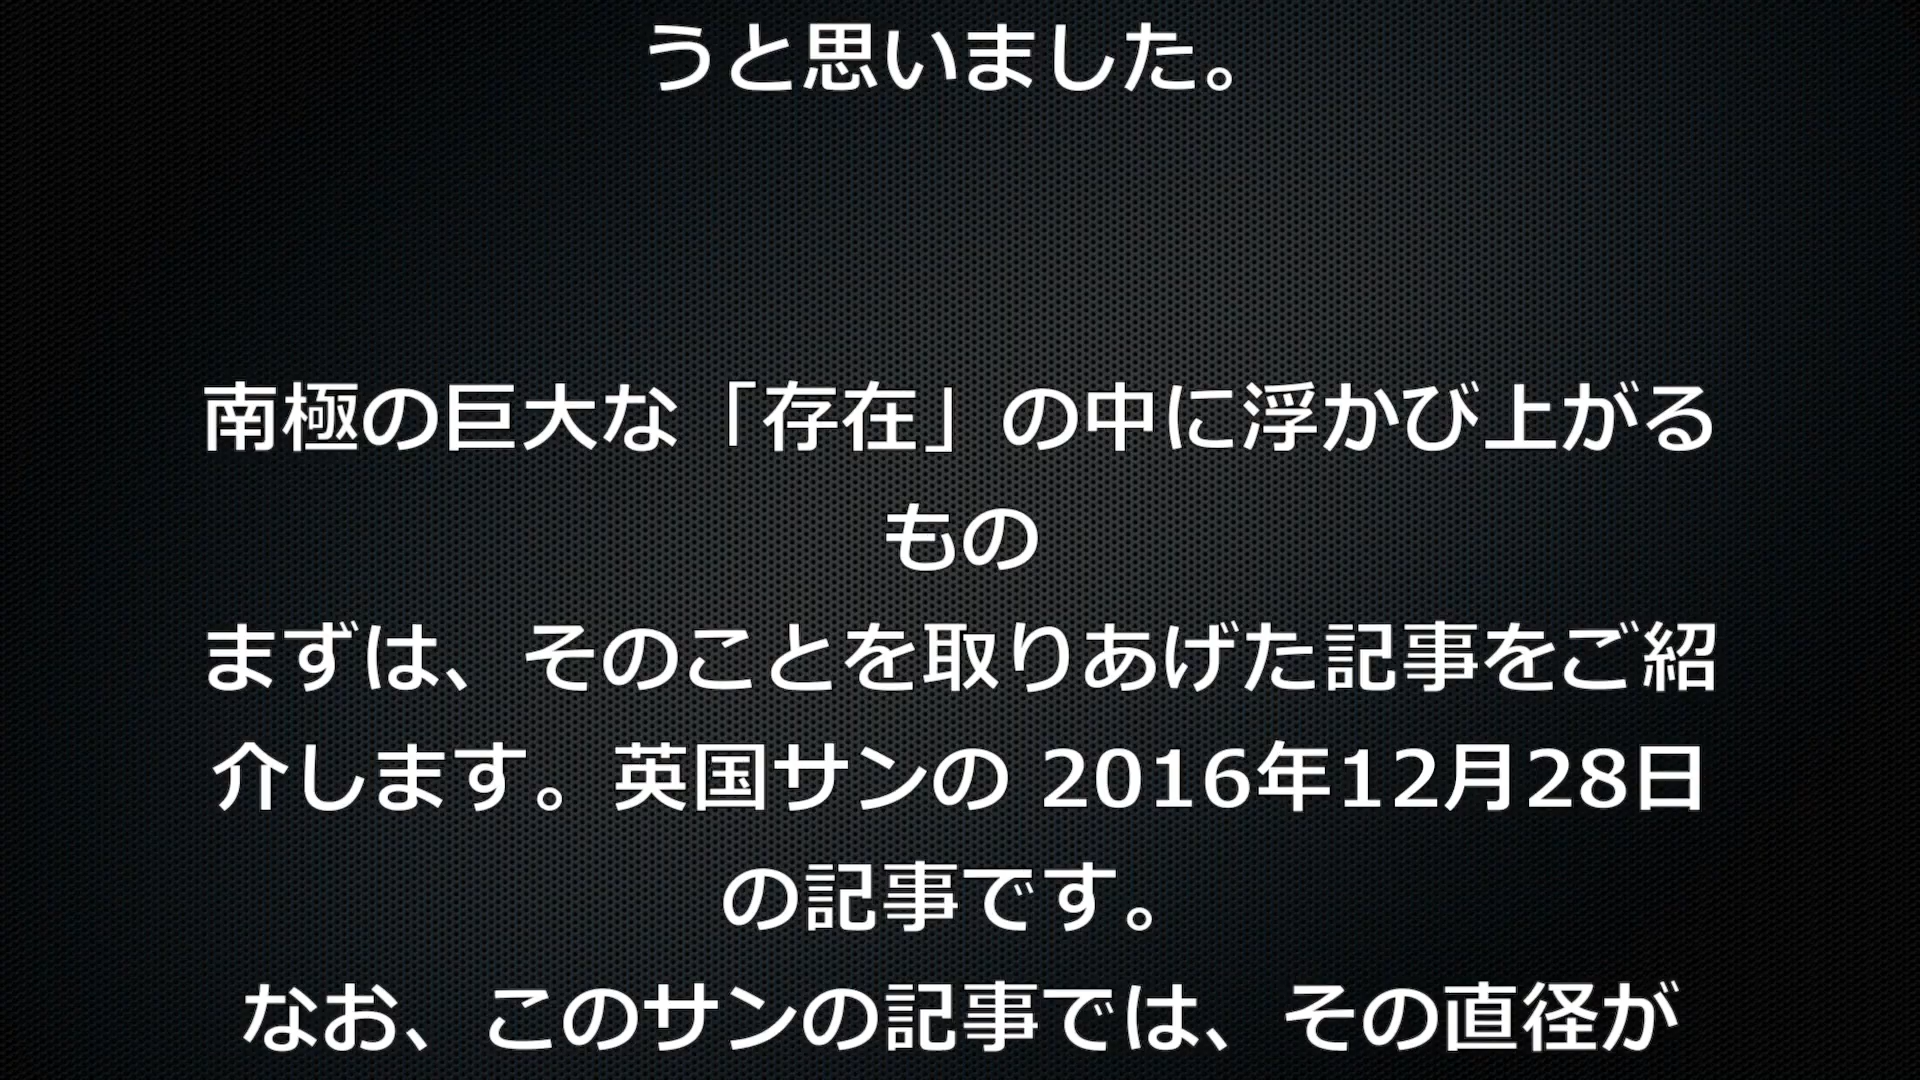 うと思いました。
南極の巨大な「存在」の中に浮かび上がる
もの
まずは、そのことを取りあげた記事をご紹
介します。英国サンの 2016年12月28日
の記事です。
なお、このサンの記事では、その直径が